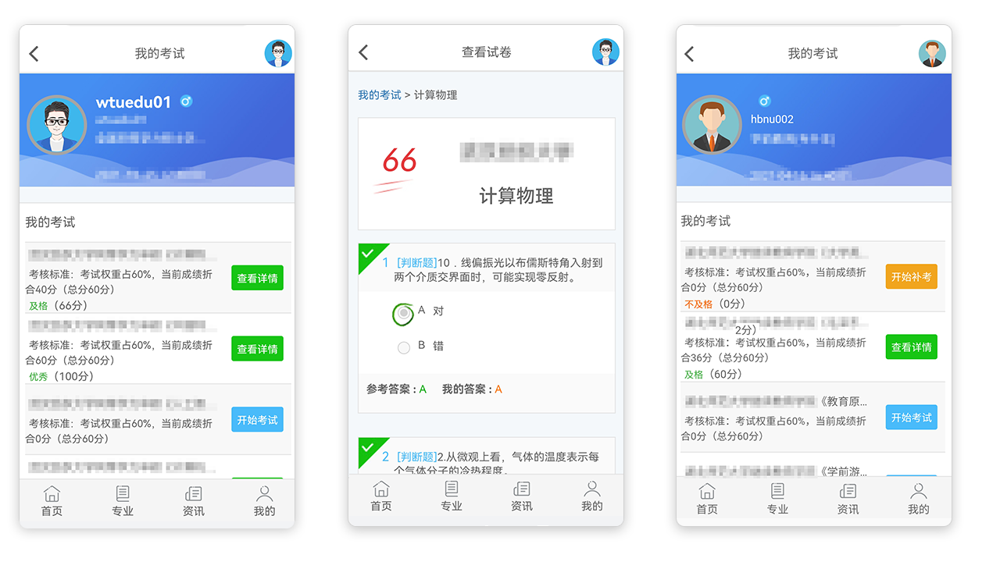 我的考试
wtuedu01
我的考试
考核标准：考试权重占60%，当前成绩折
合40分（总分60分）
及格（66分）
查看详情
考核标准：考试权重占60%，当前成绩折
合60分（总分60分）
优秀（100分）
查看详情
考核标准：考试权重占60%，当前成绩折
合0分（总分60分）
开始考试
首页
专业
资讯
我的
查看试卷
我的考试 > 计算物理
66
计算物理
1 [判断题]10．线偏振光以布儒斯特角入射到
两个介质交界面时，可能实现零反射。
A 对
B 错
参考答案 : A 我的答案 : A
2 [判断题]2.从微观上看，气体的温度表示每
个气体分子的冷热程度。
首页
专业
资讯
我的
我的考试
hbnu002
我的考试
考核标准：考试权重占60%，当前成绩折
合0分（总分60分）
不及格（0分）
开始补考
2分）
考核标准：考试权重占60%，当前成绩折
合36分（总分60分）
及格（60分）
查看详情
《教育原...
考核标准：考试权重占60%，当前成绩折
合0分（总分60分）
开始考试
《学前游...
首页
专业
资讯
我的